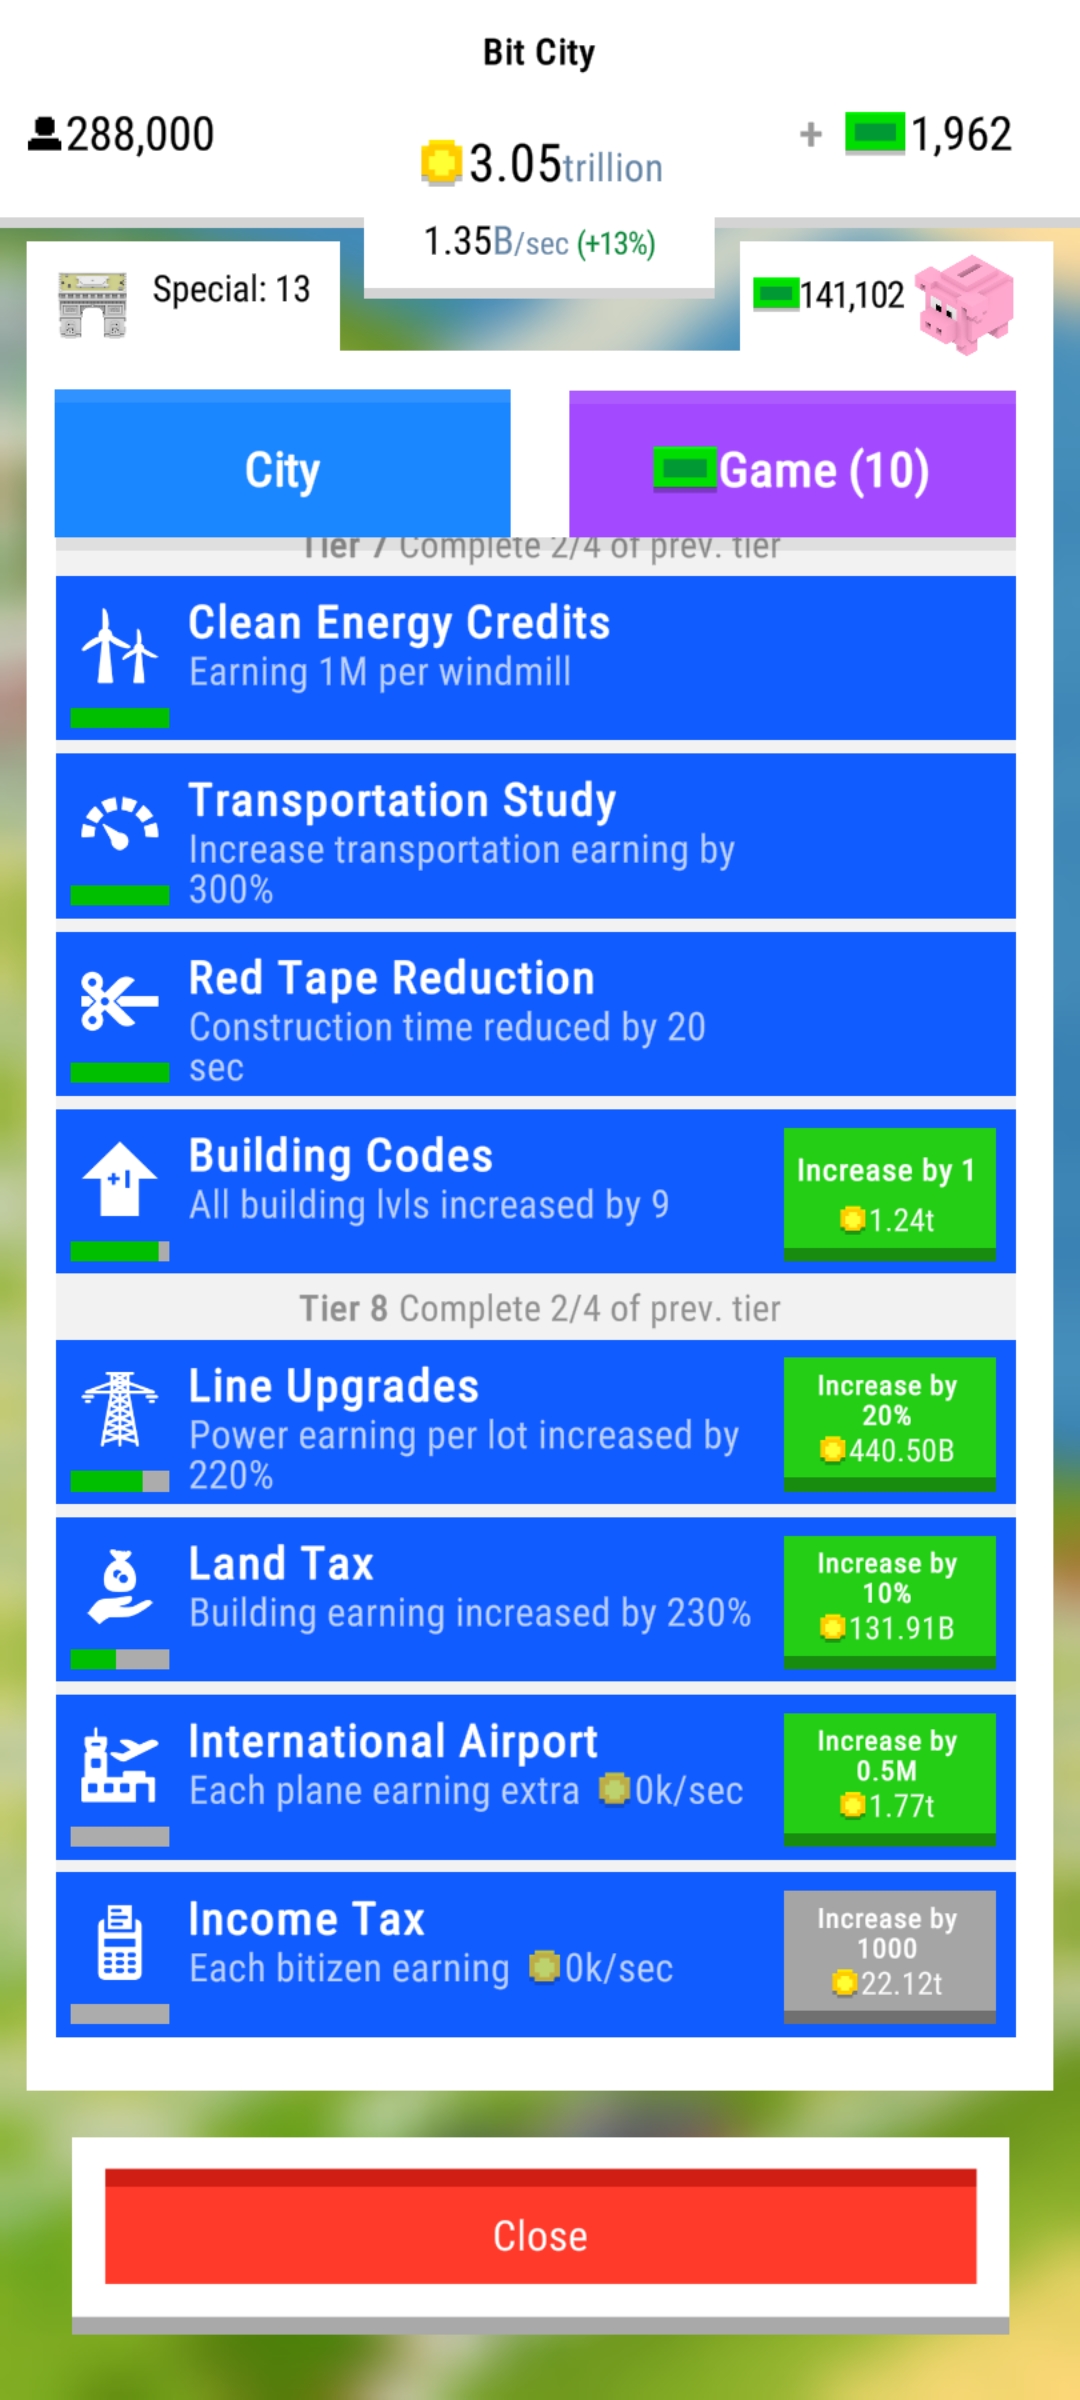 Bit City
288,000
3.05trillion
+ 1,962
1.35B/sec (+13%)
Special: 13
141,102
City
Game (10)
Tier 7 Complete 2/4 of prev. tier
Clean Energy Credits
Earning 1M per windmill
Transportation Study
Increase transportation earning by
300%
Red Tape Reduction
Construction time reduced by 20
sec
Building Codes
All building lvls increased by 9
Increase by 1
1.24t
Tier 8 Complete 2/4 of prev. tier
Line Upgrades
Power earning per lot increased by
220%
Increase by
20%
440.50B
Land Tax
Building earning increased by 230%
Increase by
10%
131.91B
International Airport
Each plane earning extra 0k/sec
Increase by
0.5M
1.77t
Income Tax
Each bitizen earning 0k/sec
Increase by
1000
22.12t
Close